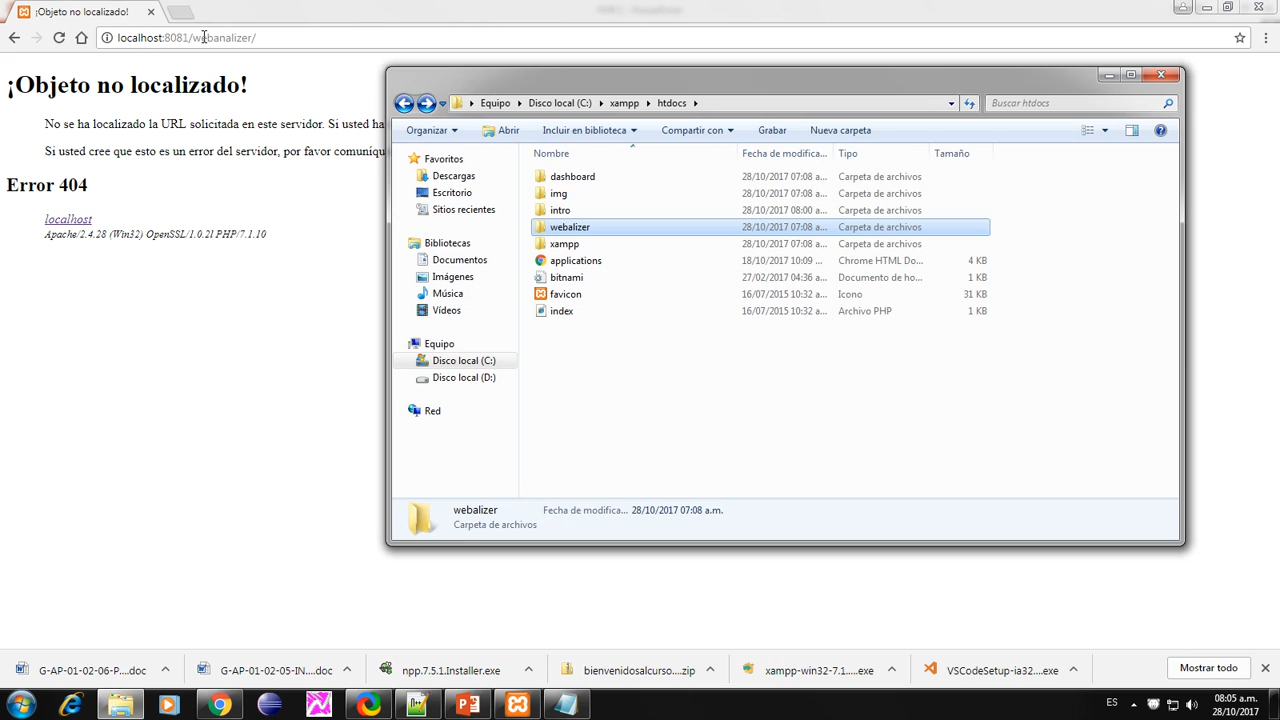 ¡Objeto no localizado!
localhost:8081/webanalizer/
¡Objeto no localizado!
No se ha localizado la URL solicitada en este servidor. Si usted ha
Si usted cree que esto es un error del servidor, por favor comuníqu
Error 404
localhost
Apache/2.4.28 (Win32) OpenSSL/1.0.2l PHP/7.1.10
Equipo Disco local (C:) xampp htdocs
Buscar htdocs
Organizar Abrir Incluir en biblioteca Compartir con Grabar Nueva carpeta
Nombre Fecha de modifica... Tipo Tamaño
Favoritos
Descargas
Escritorio
Sitios recientes
Bibliotecas
Documentos
Imágenes
Música
Vídeos
Equipo
Disco local (C:)
Disco local (D:)
Red
dashboard 28/10/2017 07:08 a... Carpeta de archivos
img 28/10/2017 07:08 a... Carpeta de archivos
intro 28/10/2017 08:00 a... Carpeta de archivos
webalizer 28/10/2017 07:08 a... Carpeta de archivos
xampp 28/10/2017 07:08 a... Carpeta de archivos
applications 18/10/2017 10:09 ... Chrome HTML Do... 4 KB
bitnami 27/02/2017 04:36 a... Documento de ho... 1 KB
favicon 16/07/2015 10:32 a... Icono 31 KB
index 16/07/2015 10:32 a... Archivo PHP 1 KB
webalizer Fecha de modifica... 28/10/2017 07:08 a.m.
Carpeta de archivos
G-AP-01-02-06-P....doc G-AP-01-02-05-IN....doc npp.7.5.1.Installer.exe bienvenidosalcurso....zip xampp-win32-7.1....exe VSCodeSetup-ia32....exe Mostrar todo
ES 08:05 a.m.
28/10/2017